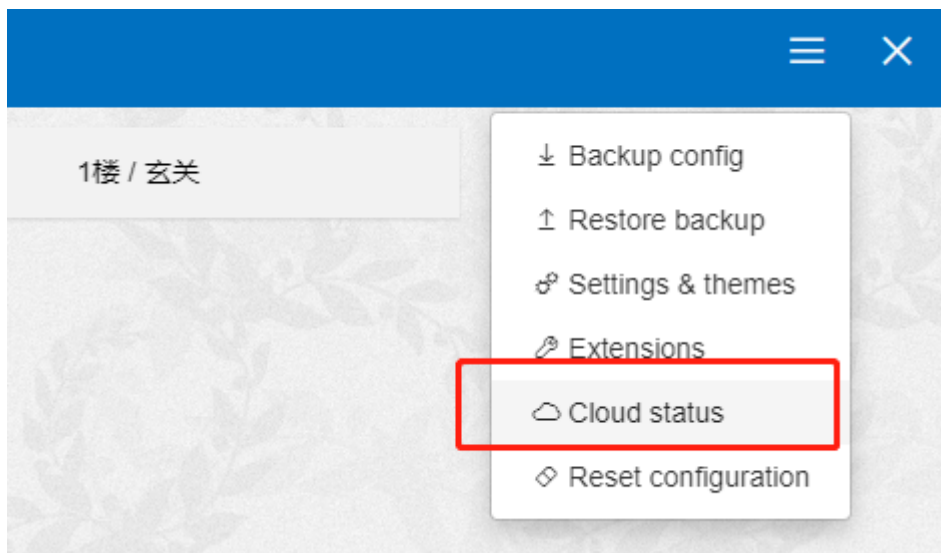 1楼 / 玄关
Backup config
Restore backup
Settings & themes
Extensions
Cloud status
Reset configuration